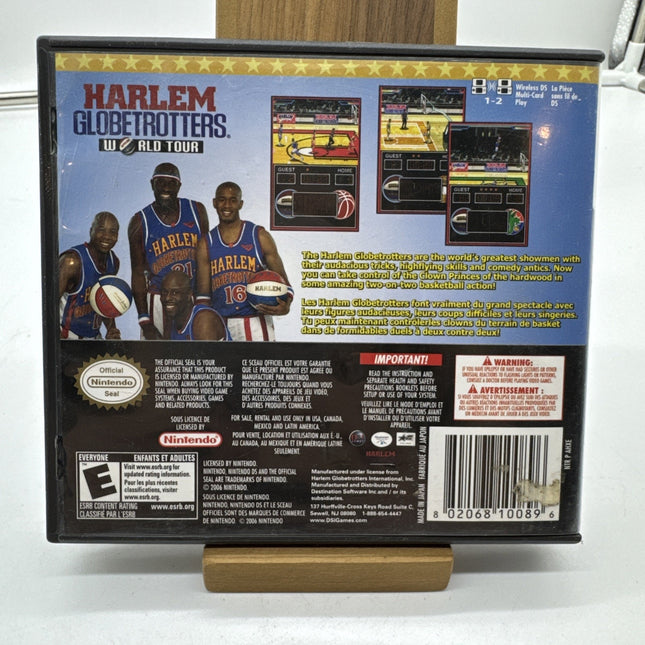 HARLEM
GLOBETROTTERS
WORLD TOUR
1-2
Wireless DS
Multi-Card
Play
La Pièce
sans fil de
DS
GUEST
HOME
GUEST
HOME
GUEST
HOME
HARLEM
HARLEM
GLOBETROTTERS
21
16
HARLEM
The Harlem Globetrotters are the world's greatest showmen with
their audacious tricks, highflying skills and comedy antics. Now
you can take control of the Clown Princes of the hardwood in
some amazing two-on-two basketball action!
Les Harlem Globetrotters font vraiment du grand spectacle avec
leurs figures audacieuses, leurs coups difficiles et leurs singeries.
Tu peux maintenant contrôler les clowns du terrain de basket
dans de formidables duels à deux contre deux!
Official
Nintendo
Seal
THE OFFICIAL SEAL IS YOUR
ASSURANCE THAT THIS PRODUCT
IS LICENSED OR MANUFACTURED BY
NINTENDO. ALWAYS LOOK FOR THIS
SEAL WHEN BUYING VIDEO GAME
SYSTEMS, ACCESSORIES, GAMES
AND RELATED PRODUCTS.
CE SCEAU OFFICIEL EST VOTRE GARANTIE
QUE LE PRÉSENT PRODUIT EST AGRÉÉ OU
MANUFACTURÉ PAR NINTENDO.
RECHERCHEZ-LE TOUJOURS QUAND VOUS
ACHETEZ DES APPAREILS DE JEU VIDÉO,
DES ACCESSOIRES, DES JEUX ET
D'AUTRES PRODUITS CONNEXES.
SOUS LICENCE DE
LICENSED BY
Nintendo
FOR SALE, RENTAL AND USE ONLY IN USA, CANADA,
MEXICO AND LATIN AMERICA.
POUR VENTE, LOCATION ET UTILISATION AUX É.-U.,
AU CANADA, AU MEXIQUE ET EN AMÉRIQUE LATINE
SEULEMENT.
LICENSED BY NINTENDO.
NINTENDO, NINTENDO DS AND THE OFFICIAL
SEAL ARE TRADEMARKS OF NINTENDO.
© 2006 NINTENDO.
SOUS LICENCE DE NINTENDO.
NINTENDO, NINTENDO DS ET LE SCEAU
OFFICIEL SONT DES MARQUES DE COMMERCE
DE NINTENDO © 2006 NINTENDO.
EVERYONE
ENFANTS ET ADULTES
E
Visit www.esrb.org for
updated rating information.
Pour les plus récentes
classifications, visiter
www.esrb.org
ESRB CONTENT RATING
www.esrb.org
CLASSIFIÉ PAR L'ESRB
IMPORTANT!
READ THE INSTRUCTION AND
SEPARATE HEALTH AND SAFETY
PRECAUTIONS BOOKLETS BEFORE
SETUP OR USE OF YOUR SYSTEM.
VEUILLEZ LIRE LE MODE D'EMPLOI ET
LE MANUEL DE PRÉCAUTIONS AVANT
D'INSTALLER OU D'UTILISER VOTRE
APPAREIL.
HARLEM
Manufactured under license from
Harlem Globetrotters International, Inc.
Manufactured and Distributed by
Destination Software Inc and / or its
subsidiaries.
137 Hurffville-Cross Keys Road Suite C,
Sewell, NJ 08080 1-888-654-4447
www.DSIGames.com
WARNING:
AVERTISSEMENT :
MADE IN JAPAN FABRIQUÉ AU JAPON
NTR P AHXE
8 02068 10089 6